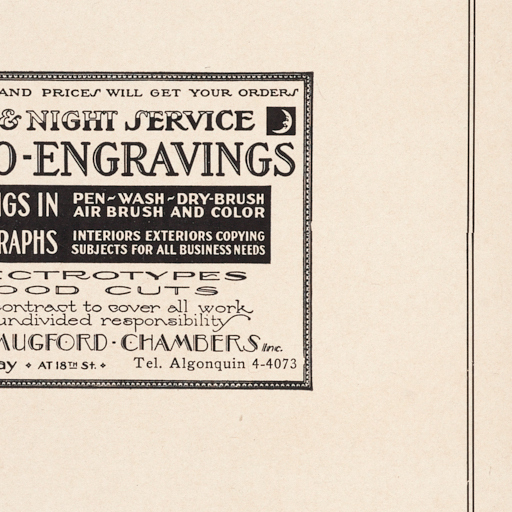 AND PRICES WILL GET YOUR ORDERS
& NIGHT SERVICE
O-ENGRAVINGS
NGS IN PEN~WASH~DRY-BRUSH
AIR BRUSH AND COLOR
RAPHS INTERIORS EXTERIORS COPYING
SUBJECTS FOR ALL BUSINESS NEEDS
ECTROTYPES
OOD CUTS
contract to cover all work
undivided responsibility
AUGFORD · CHAMBERS Inc.
ay ⋄ AT 18TH St. ⋄ Tel. Algonquin 4-4073